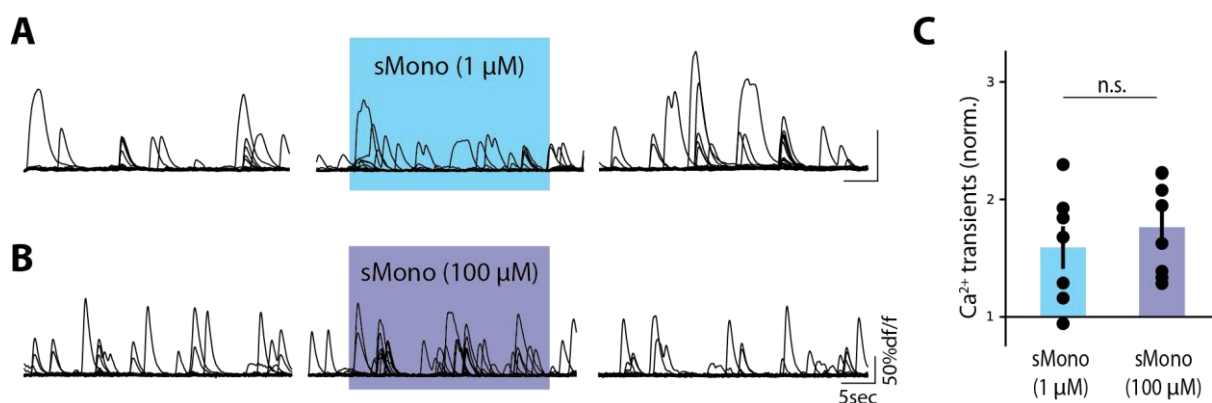 A
sMono (1 μM)
B
sMono (100 μM)
50%df/f
5sec
C
Ca²⁺ transients (norm.)
3
2
1
n.s.
sMono
(1 μM)
sMono
(100 μM)